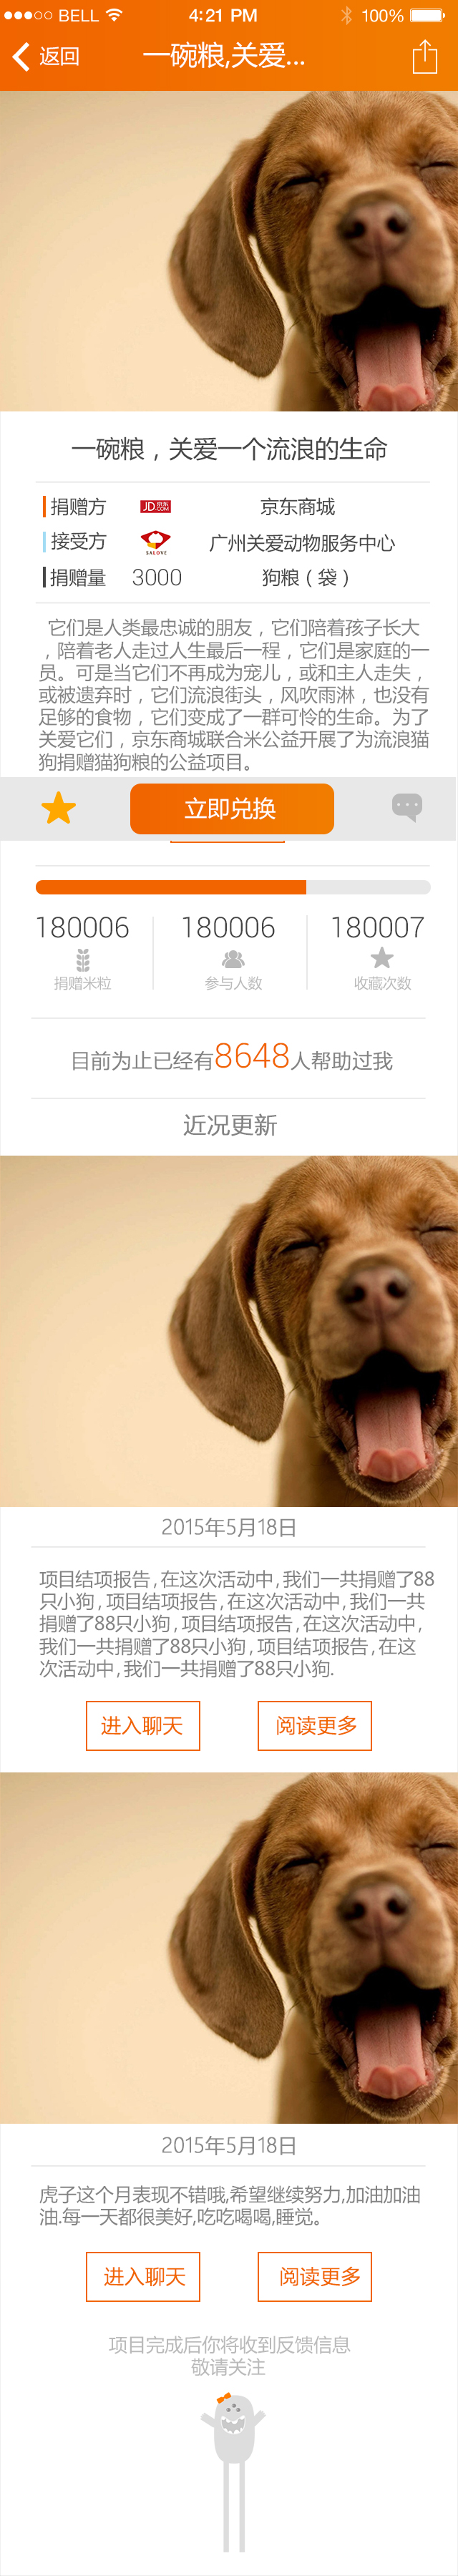 BELL 4:21 PM 100%
返回 一碗粮,关爱...
一碗粮，关爱一个流浪的生命
捐赠方 JD 京东 .COM 京东商城
接受方 SALOVE 广州关爱动物服务中心
捐赠量 3000 狗粮（袋）
它们是人类最忠诚的朋友，它们陪着孩子长大
，陪着老人走过人生最后一程，它们是家庭的一
员。可是当它们不再成为宠儿，或和主人走失，
或被遗弃时，它们流浪街头，风吹雨淋，也没有
足够的食物，它们变成了一群可怜的生命。为了
关爱它们，京东商城联合米公益开展了为流浪猫
狗捐赠猫狗粮的公益项目。
立即兑换
180006 180006 180007
捐赠米粒 参与人数 收藏次数
目前为止已经有8648人帮助过我
近况更新
2015年5月18日
项目结项报告,在这次活动中,我们一共捐赠了88
只小狗,项目结项报告,在这次活动中,我们一共
捐赠了88只小狗,项目结项报告,在这次活动中,
我们一共捐赠了88只小狗,项目结项报告,在这
次活动中,我们一共捐赠了88只小狗.
进入聊天 阅读更多
2015年5月18日
虎子这个月表现不错哦,希望继续努力,加油加油
油.每一天都很美好,吃吃喝喝,睡觉。
进入聊天 阅读更多
项目完成后你将收到反馈信息
敬请关注